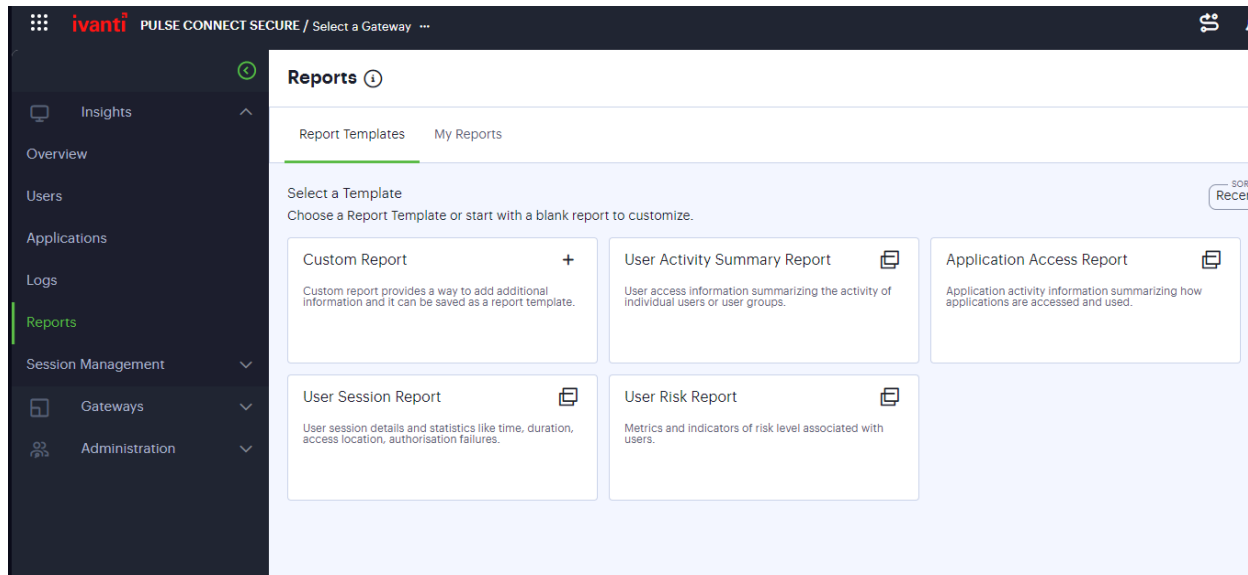 ivanti PULSE CONNECT SECURE / Select a Gateway ···
Insights
Overview
Users
Applications
Logs
Reports
Session Management
Gateways
Administration
Reports
Report Templates My Reports
Select a Template
Choose a Report Template or start with a blank report to customize.
SOR
Recen
Custom Report +
Custom report provides a way to add additional
information and it can be saved as a report template.
User Activity Summary Report
User access information summarizing the activity of
individual users or user groups.
Application Access Report
Application activity information summarizing how
applications are accessed and used.
User Session Report
User session details and statistics like time, duration,
access location, authorisation failures.
User Risk Report
Metrics and indicators of risk level associated with
users.